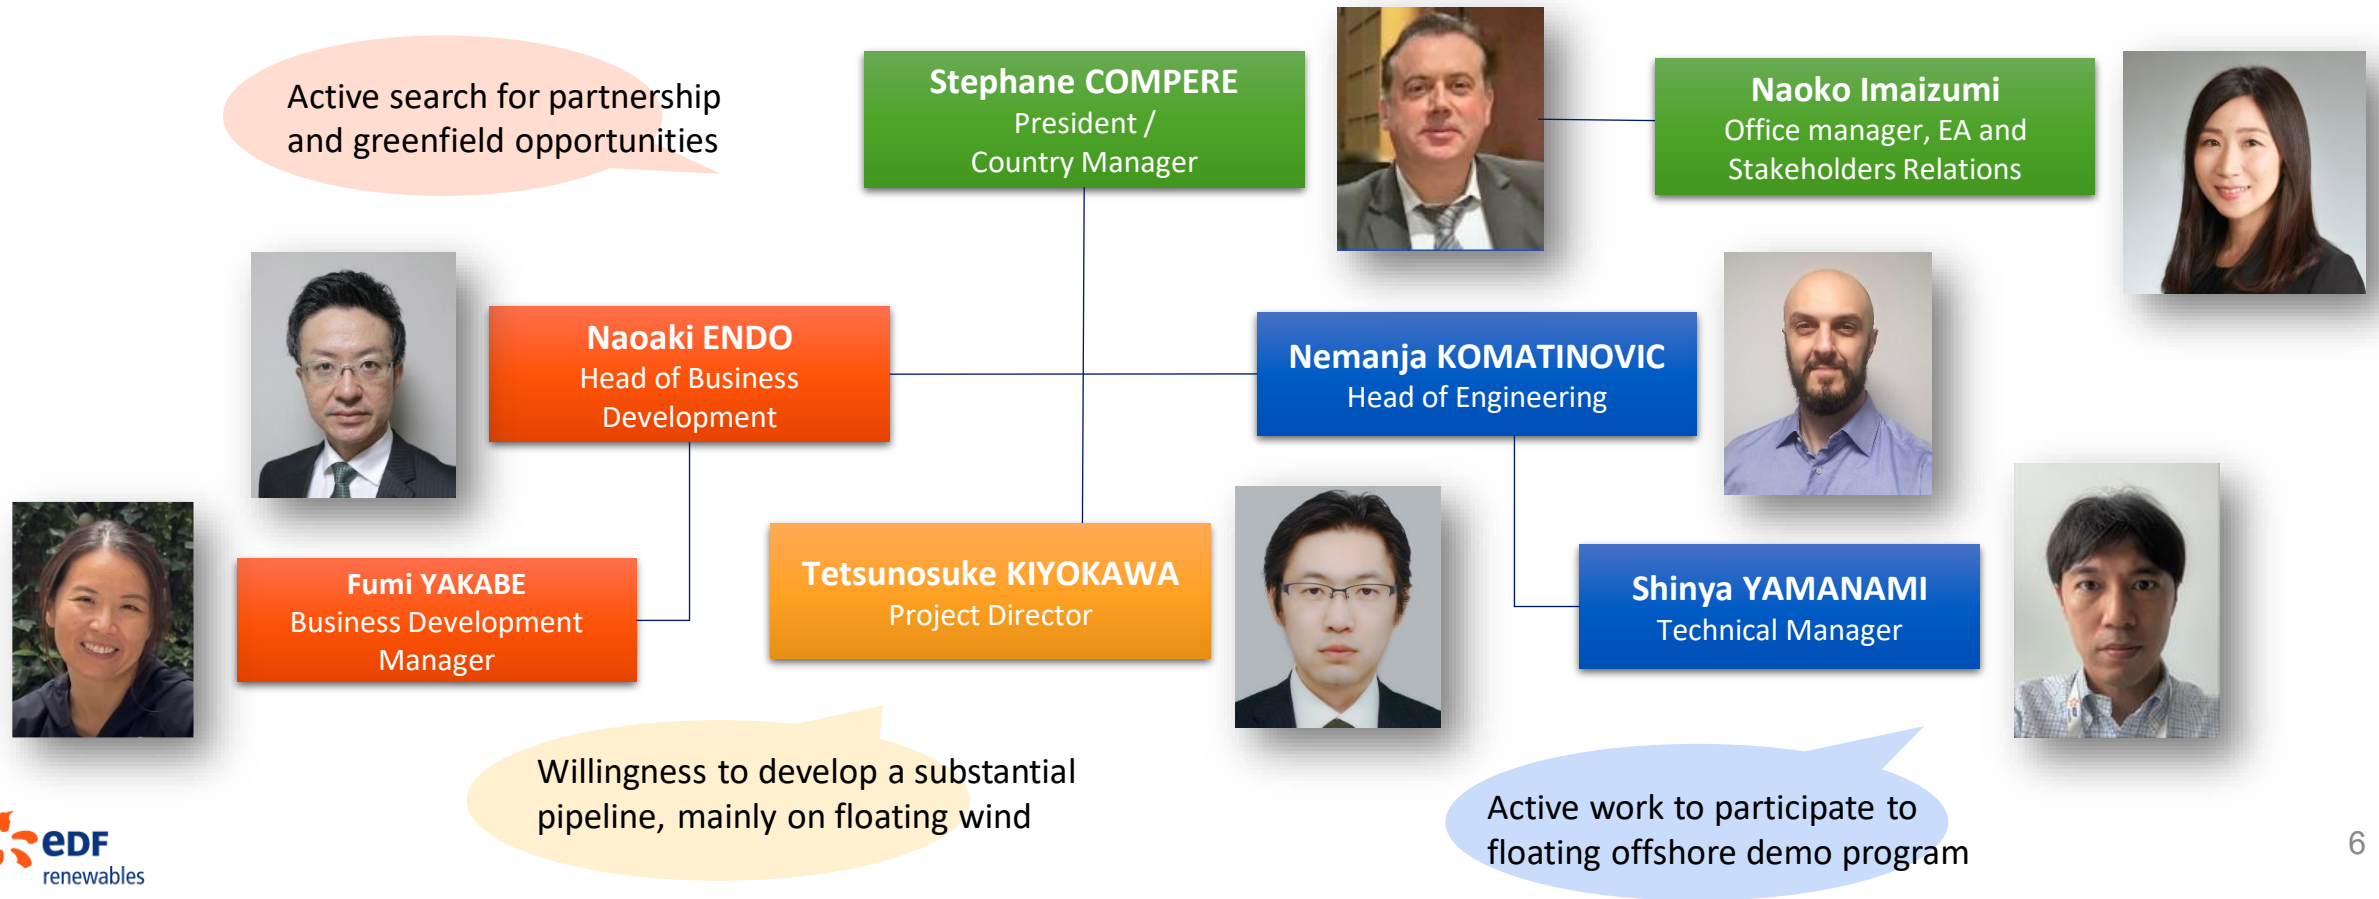 Active search for partnership
and greenfield opportunities
Stephane COMPERE
President /
Country Manager
Naoko Imaizumi
Office manager, EA and
Stakeholders Relations
Naoaki ENDO
Head of Business
Development
Nemanja KOMATINOVIC
Head of Engineering
Fumi YAKABE
Business Development
Manager
Tetsunosuke KIYOKAWA
Project Director
Shinya YAMANAMI
Technical Manager
Willingness to develop a substantial
pipeline, mainly on floating wind
Active work to participate to
floating offshore demo program
eDF
renewables
6